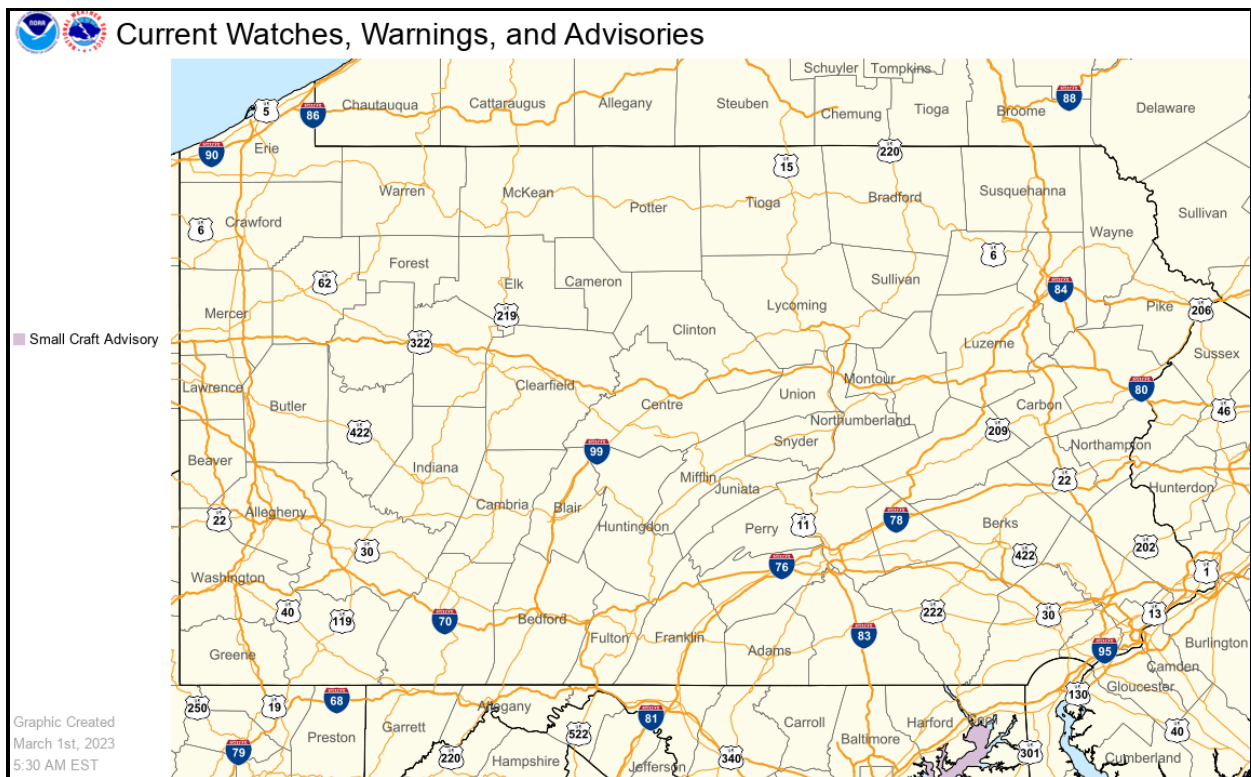 NOAA
Current Watches, Warnings, and Advisories
Schuyler
Tompkins
88
5
86
Chautauqua
Cattaraugus
Allegany
Steuben
Chemung
Tioga
Broome
Delaware
90
Erie
15
220
Warren
McKean
Potter
Tioga
Bradford
Susquehanna
Sullivan
6
Crawford
Wayne
6
Forest
62
Elk
Cameron
Sullivan
84
Mercer
219
Lycoming
Pike
206
Small Craft Advisory
322
Clinton
Luzerne
Sussex
Lawrence
Clearfield
Montour
80
Butler
Centre
Union
Carbon
46
422
Northumberland
209
99
Snyder
Northampton
Beaver
Indiana
Mifflin
22
Juniata
Hunterdon
22
Allegheny
Cambria
Blair
Huntingdon
Perry
11
78
Berks
30
422
202
Washington
76
1
40
119
70
Bedford
Fulton
Franklin
83
222
30
13
Greene
Adams
95
Burlington
Camden
250
19
68
Allegany
81
130
Gloucester
Graphic Created
Garrett
522
Carroll
Harford
40
March 1st, 2023
79
Preston
220
Hampshire
340
Baltimore
301
Cumberland
5:30 AM EST
Jefferson